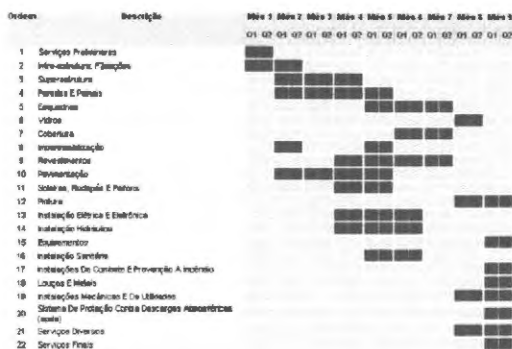 Ordem Descrição Mês 1 Mês 2 Mês 3 Mês 4 Mês 5 Mês 6 Mês 7 Mês 8 Mês 9
Q1 Q2 Q1 Q2 Q1 Q2 Q1 Q2 Q1 Q2 Q1 Q2 Q1 Q2 Q1 Q2 Q1 Q2
1 Serviços Preliminares
2 Infra-estrutura: Fundações
3 Superestrutura
4 Paredes E Paineis
5 Esquadrias
6 Vidros
7 Cobertura
8 Impermeabilização
9 Revestimentos
10 Pavimentação
11 Soleiras, Rodapés E Peitoris
12 Pintura
13 Instalação Elétrica E Eletrônica
14 Instalação Hidráulica
15 Equipamentos
16 Instalação Sanitária
17 Instalações De Combate E Prevenção A Incêndio
18 Louças E Metais
19 Instalações Mecânicas E De Utilidades
20 Sistema De Proteção Contra Descargas Atmosféricas
21 Serviços Diversos
22 Serviços Finais